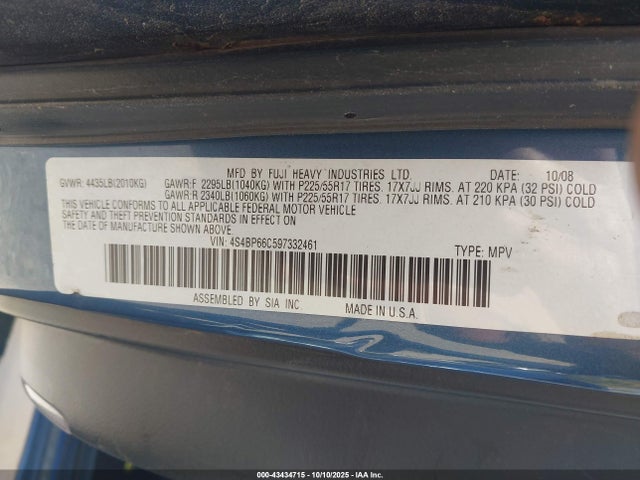 MFD BY FUJI HEAVY INDUSTRIES LTD. DATE: 10/08
GVWR: 4435LB(2010KG) GAWR:F 2295LB(1040KG) WITH P225/55R17 TIRES. 17X7JJ RIMS. AT 220 KPA (32 PSI) COLD
GAWR:R 2340LB(1060KG) WITH P225/55R17 TIRES. 17X7JJ RIMS. AT 210 KPA (30 PSI) COLD
THIS VEHICLE CONFORMS TO ALL APPLICABLE FEDERAL MOTOR VEHICLE
SAFETY AND THEFT PREVENTION STANDARDS IN EFFECT ON
THE DATE OF MANUFACTURE SHOWN ABOVE.
VIN: 4S4BP66C597332461 TYPE: MPV
ASSEMBLED BY SIA INC. MADE IN U.S.A.
000-43434715 - 10/10/2025 - IAAI.com